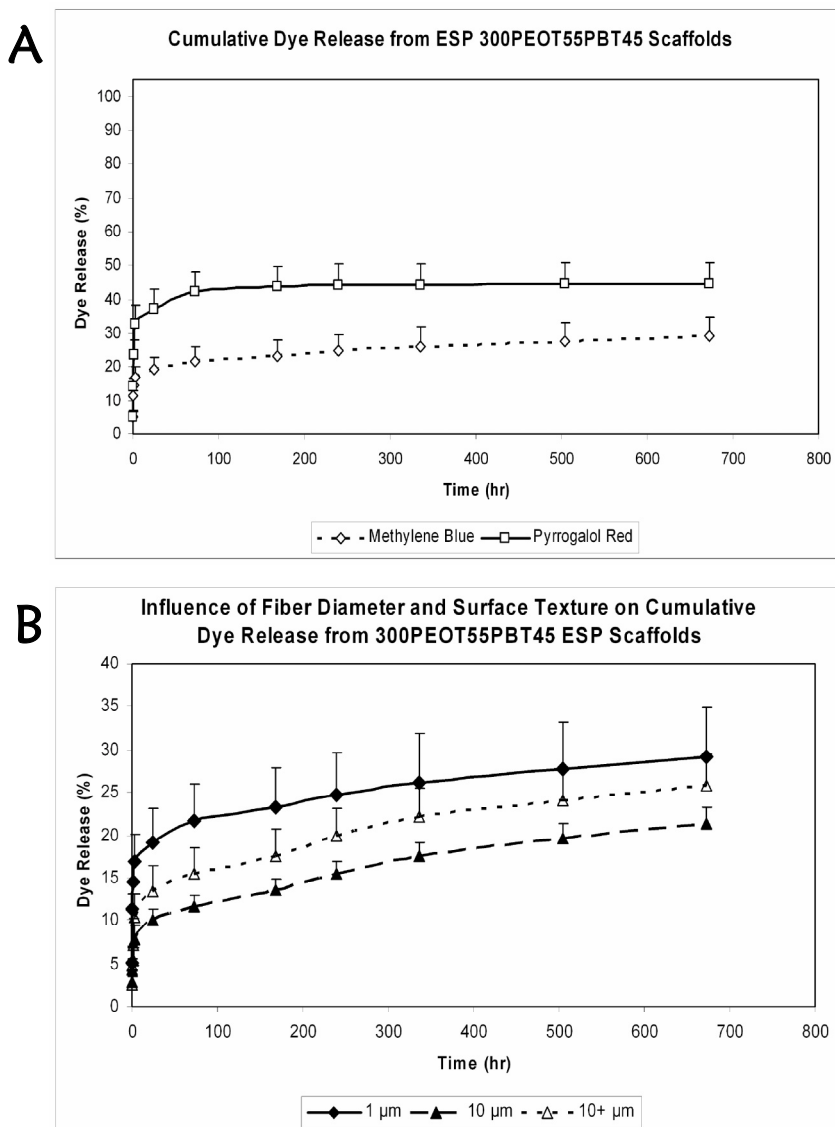 A
Cumulative Dye Release from ESP 300PEOT55PBT45 Scaffolds
100
90
80
70
60
50
40
30
20
10
0
Dye Release (%)
0 100 200 300 400 500 600 700 800
Time (hr)
Methylene Blue Pyrrogalol Red
B
Influence of Fiber Diameter and Surface Texture on Cumulative
Dye Release from 300PEOT55PBT45 ESP Scaffolds
40
35
30
25
20
15
10
5
0
Dye Release (%)
0 100 200 300 400 500 600 700 800
Time (hr)
1 µm 10 µm 10+ µm